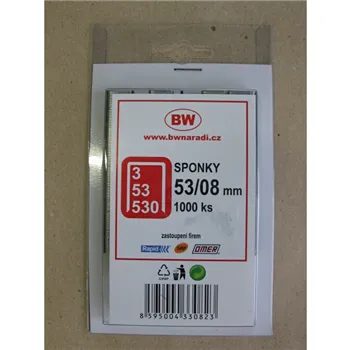 BW
www.bwnaradi.cz
3
53
530
SPONKY
53/08 mm
1000 ks
zastoupení firem
Rapid
OMER
8 595004 330823